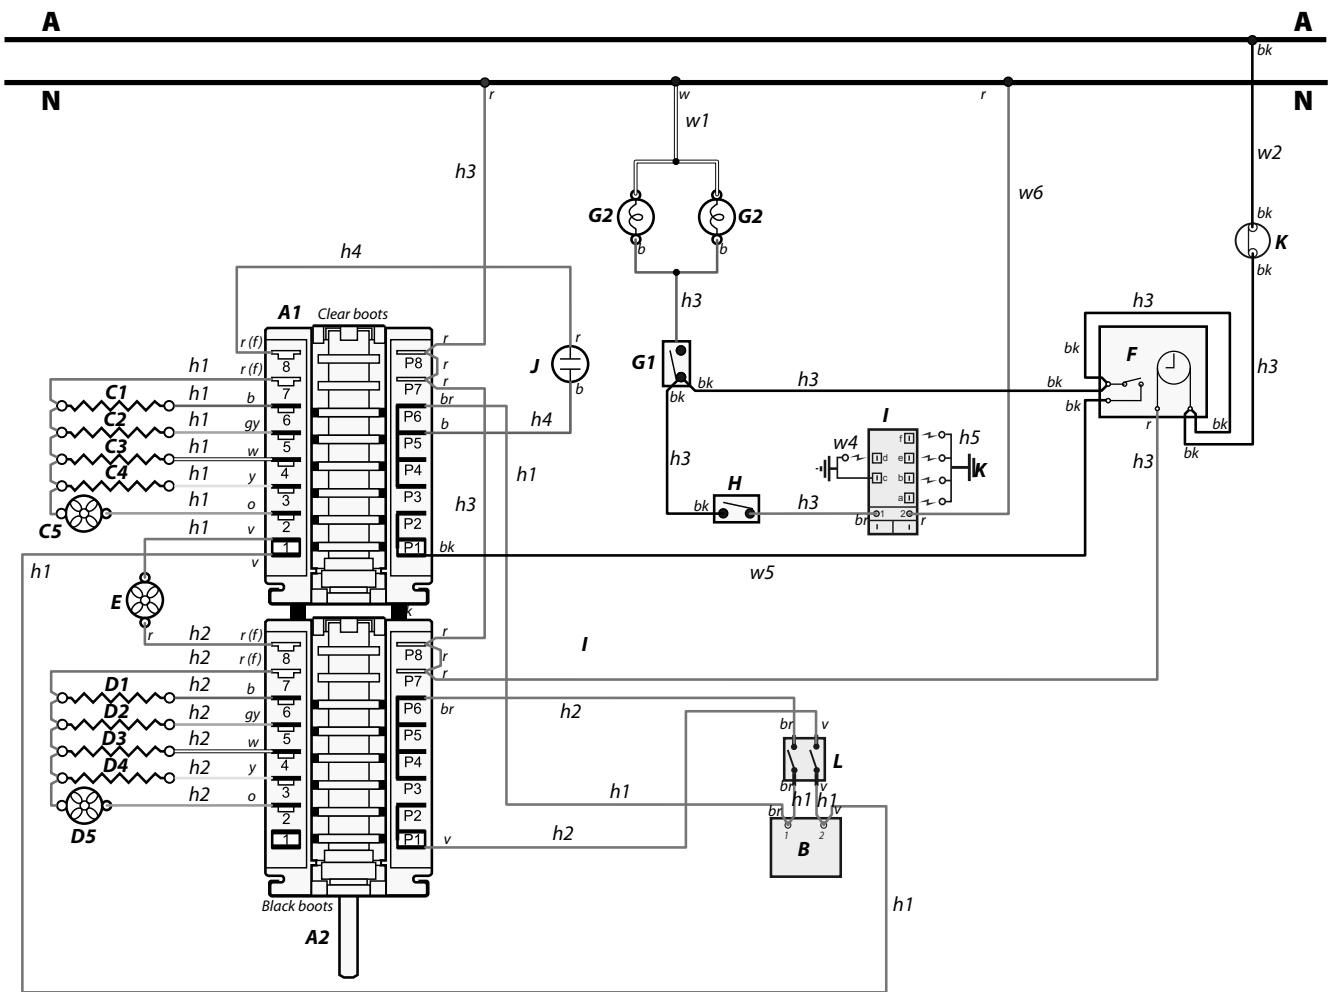 A A
bk
N N
r w r
w1
h3 w2
w6
G2 G2
bk
K
b b
bk
h4
h3 h3
A1 Clear boots
r (f) 8 P8 r
r
J
r
b
G1
bk
bk
h3
bk
F
bk
bk
r
bk
bk
h3
h3
h1 r (f) 7 P7 r
C1 h1 b 6 P6 br
C2 h1 gy 5 P5 b h4
C3 h1 w 4 P4
C4 h1 y 3 P3 h1
C5 h1 o 2 P2 h3
h1 v 1 P1 bk
h1 v
w5
I
h3
w4 h5
f
d e
c b
a
K
H
bk h3 br 1 2 r
E
k
r h2 r (f) 8 P8 r
r
I
h2 r (f) 7 P7 r
D1 h2 b 6 P6 br h2
D2 h2 gy 5 P5
D3 h2 w 4 P4
D4 h2 y 3 P3
D5 h2 o 2 P2 h1
1 P1 v h2
br v
L
br v
h1 h1
br v
1 2
B
h1
Black boots
A2